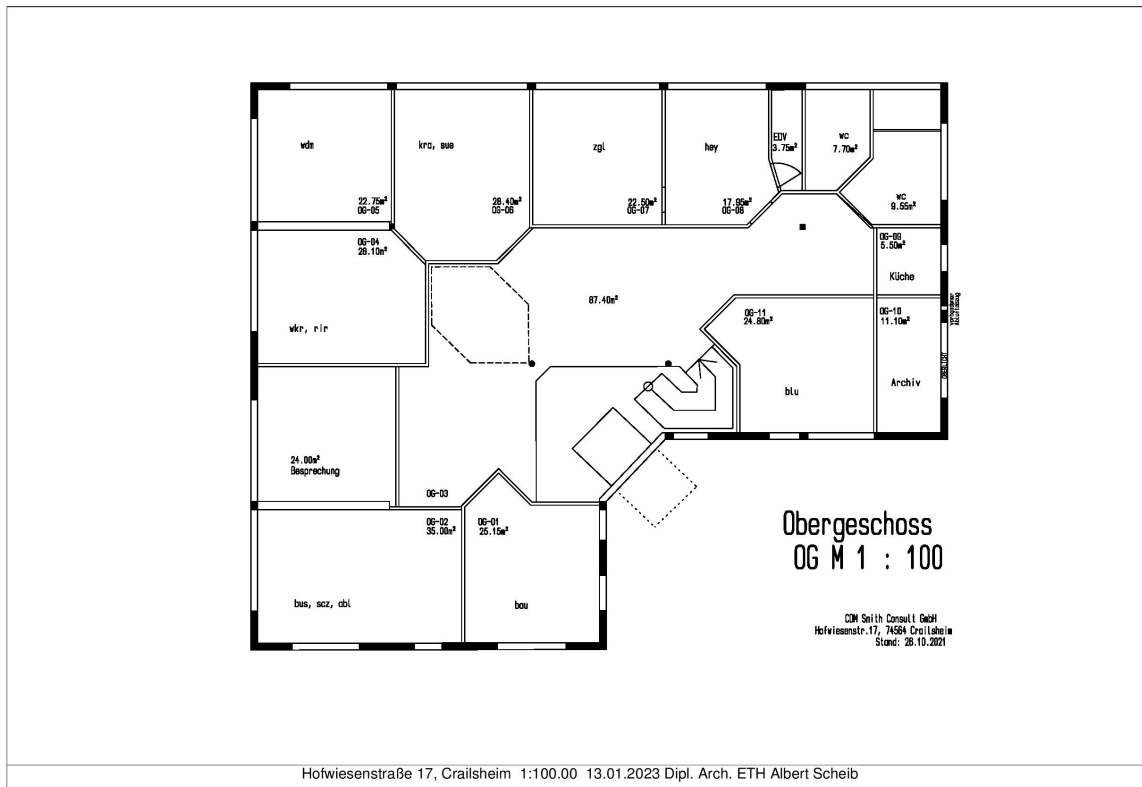 wdm
22.75m²
OG-05
kra, sue
28.40m²
OG-06
zgl
22.50m²
OG-07
hey
17.95m²
OG-08
EDV
3.75m²
wc
7.70m²
wc
9.55m²
OG-04
28.10m²
wkr, rir
87.40m²
OG-09
5.50m²
Küche
OG-11
24.80m²
blu
OG-10
11.10m²
Archiv
OBERLICHT
24.00m²
Besprechung
OG-03
OG-02
35.00m²
bus, scz, abl
OG-01
25.15m²
bau
Obergeschoss
OG M 1 : 100
CDM Smith Consult GmbH
Hofwiesenstr.17, 74564 Crailsheim
Stand: 28.10.2021
Hofwiesenstraße 17, Crailsheim 1:100.00 13.01.2023 Dipl. Arch. ETH Albert Scheib